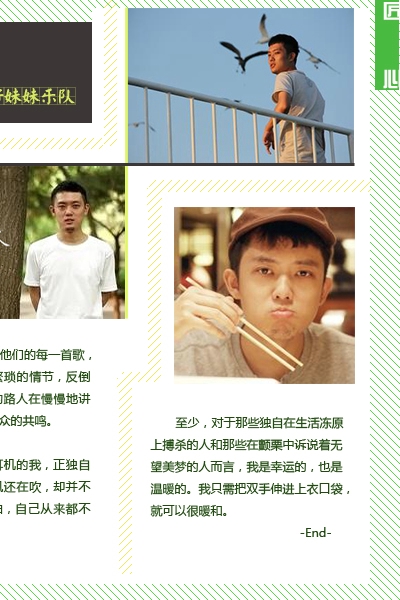 妹妹乐队
他们的每一首歌，
琐的情节，反倒
路人在慢慢地讲
众的共鸣。
耳机的我，正独自
还在吹，却并不
，自己从来都不
至少，对于那些独自在生活冻原
上搏杀的人和那些在颤栗中诉说着无
望美梦的人而言，我是幸运的，也是
温暖的。我只需把双手伸进上衣口袋，
就可以很暖和。
-End-